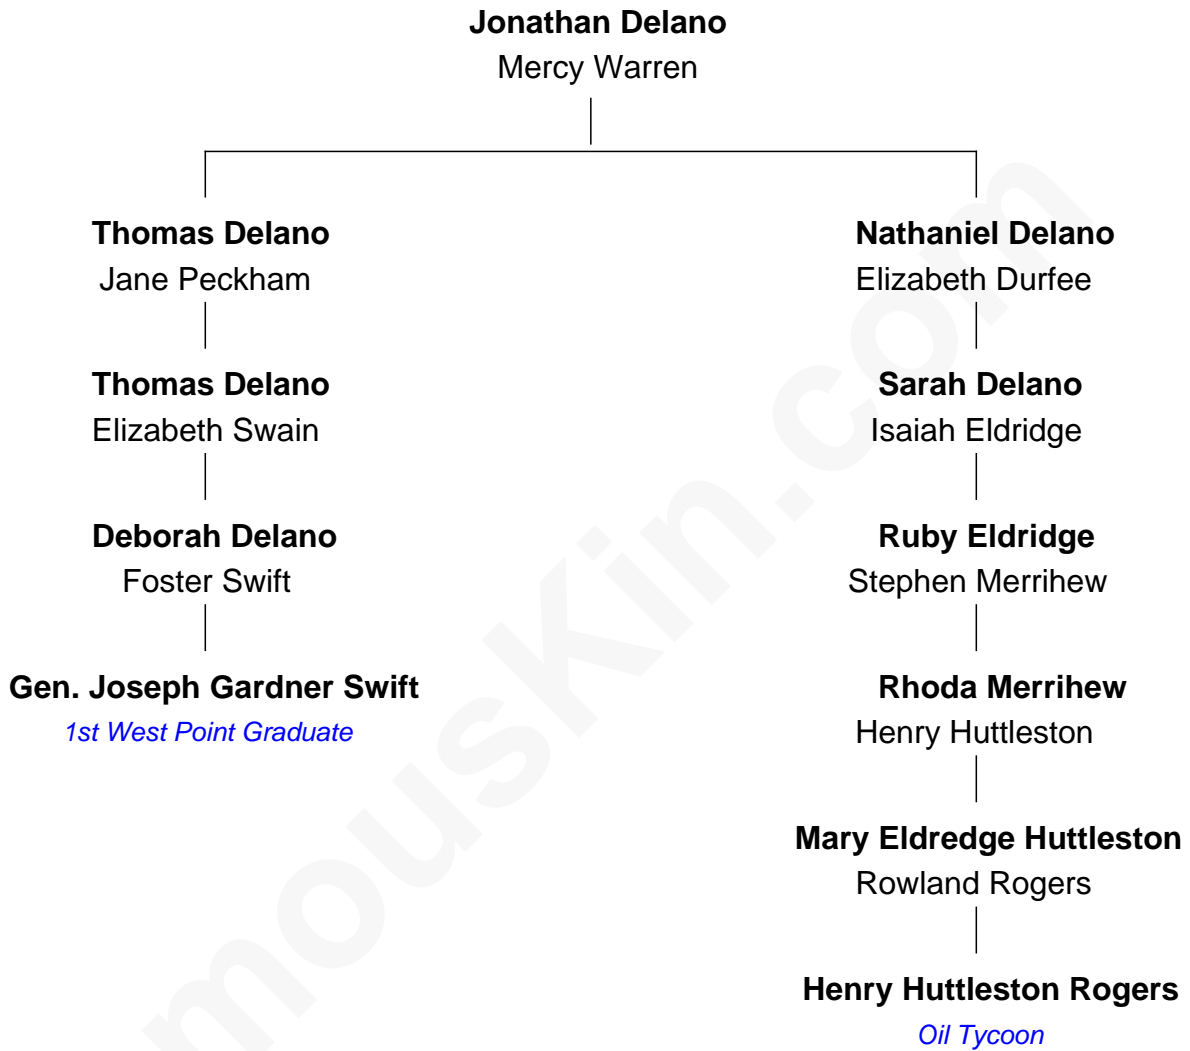 Jonathan Delano
Mercy Warren
Thomas Delano
Jane Peckham
Thomas Delano
Elizabeth Swain
Deborah Delano
Foster Swift
Gen. Joseph Gardner Swift
1st West Point Graduate
Nathaniel Delano
Elizabeth Durfee
Sarah Delano
Isaiah Eldridge
Ruby Eldridge
Stephen Merrihew
Rhoda Merrihew
Henry Huttleston
Mary Eldredge Huttleston
Rowland Rogers
Henry Huttleston Rogers
Oil Tycoon
mousKin.com